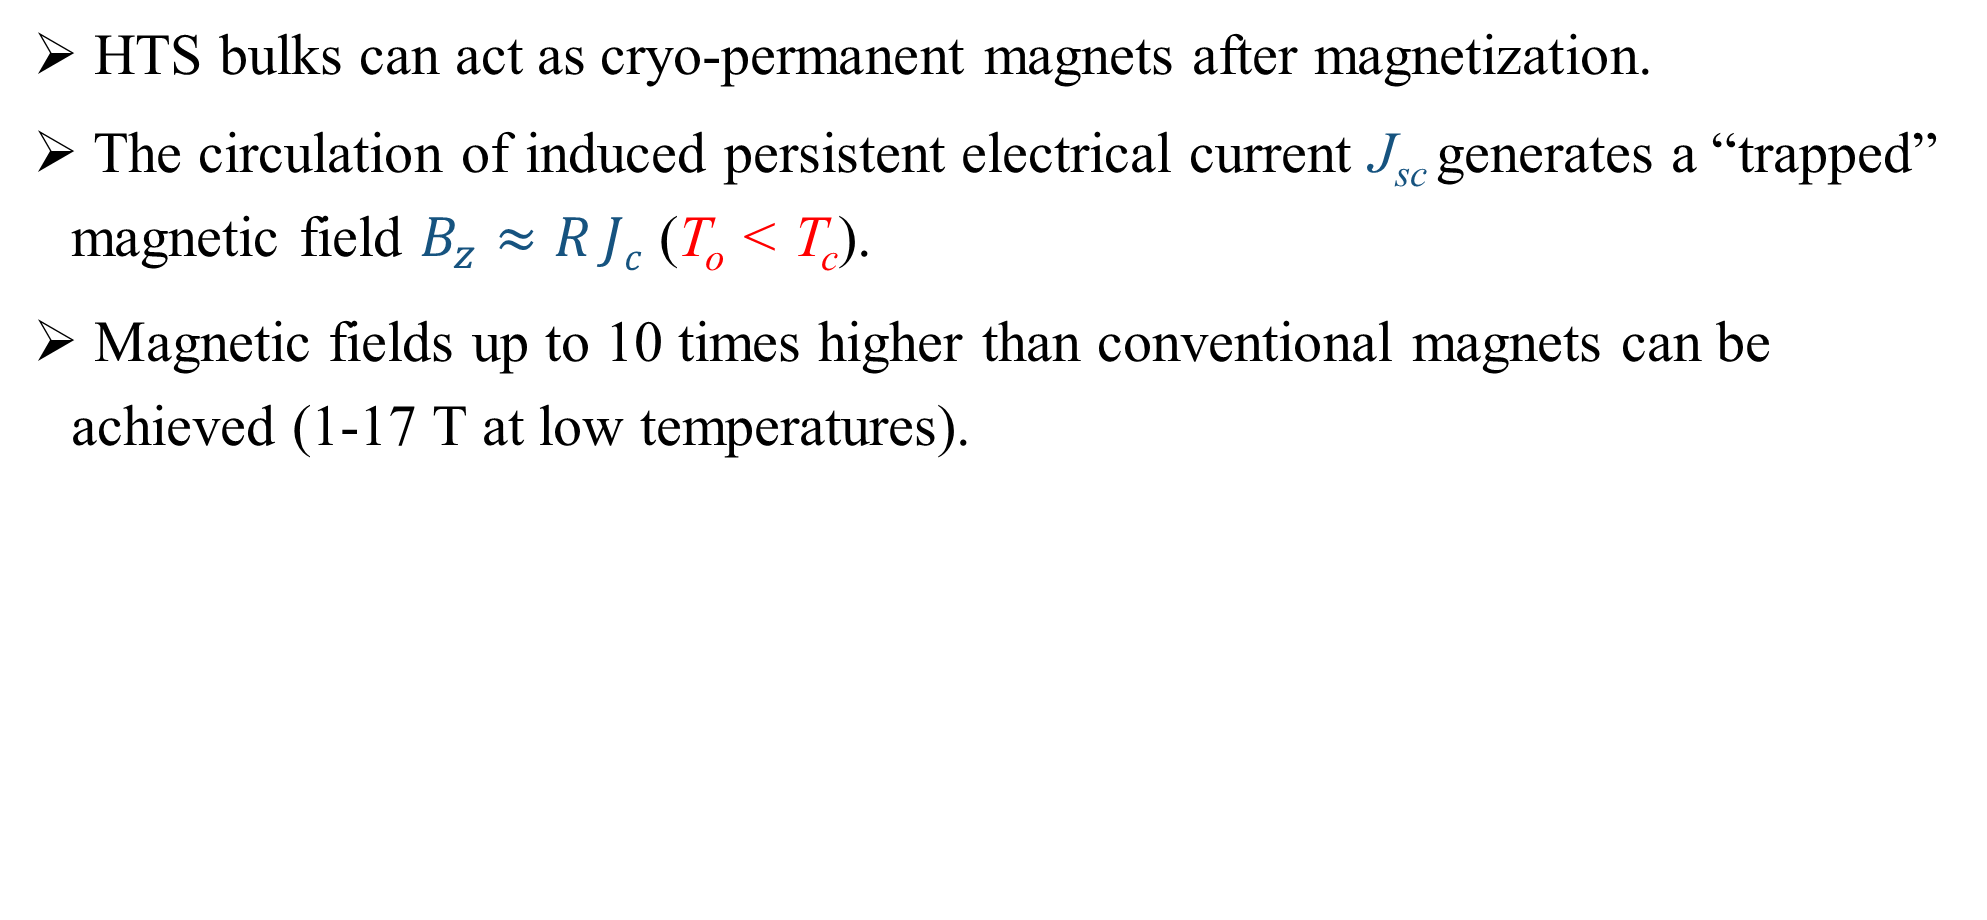 ➢ HTS bulks can act as cryo-permanent magnets after magnetization.
➢ The circulation of induced persistent electrical current J_sc generates a “trapped”
magnetic field B_z ≈ R J_c (T_o < T_c).
➢ Magnetic fields up to 10 times higher than conventional magnets can be
achieved (1-17 T at low temperatures).